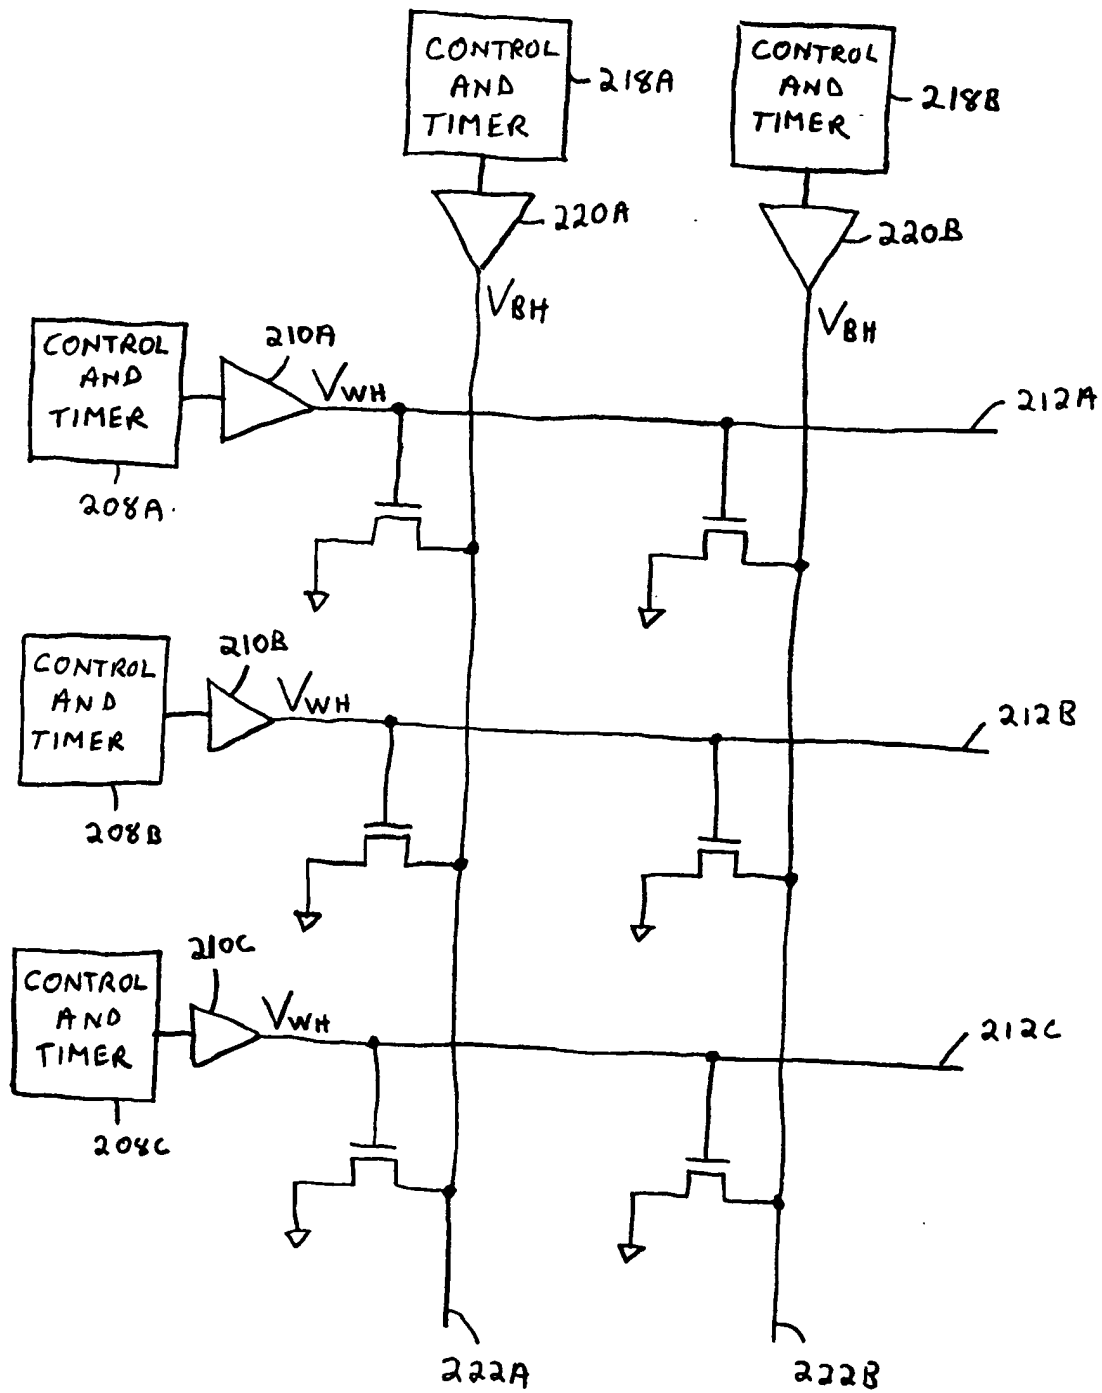 CONTROL
AND
TIMER
218A
CONTROL
AND
TIMER
218B
220A
220B
VBH
VBH
CONTROL
AND
TIMER
208A
210A
VWH
212A
CONTROL
AND
TIMER
208B
210B
VWH
212B
CONTROL
AND
TIMER
208C
210C
VWH
212C
222A
222B